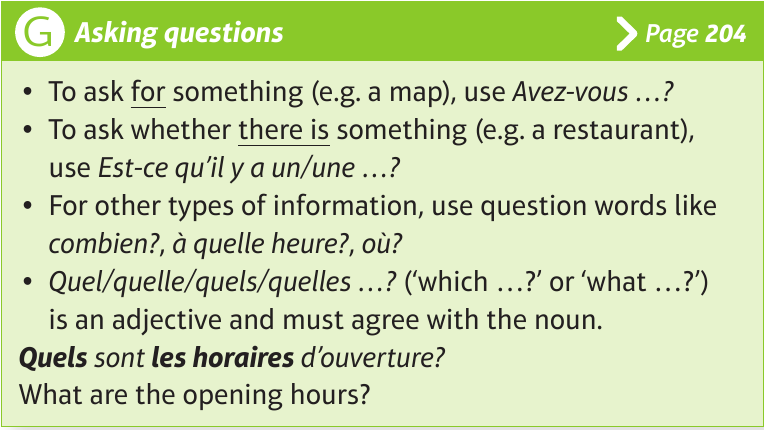 G Asking questions Page 204
• To ask for something (e.g. a map), use Avez-vous …?
• To ask whether there is something (e.g. a restaurant),
use Est-ce qu’il y a un/une …?
• For other types of information, use question words like
combien?, à quelle heure?, où?
• Quel/quelle/quels/quelles …? (‘which …?’ or ‘what …?’)
is an adjective and must agree with the noun.
Quels sont les horaires d’ouverture?
What are the opening hours?